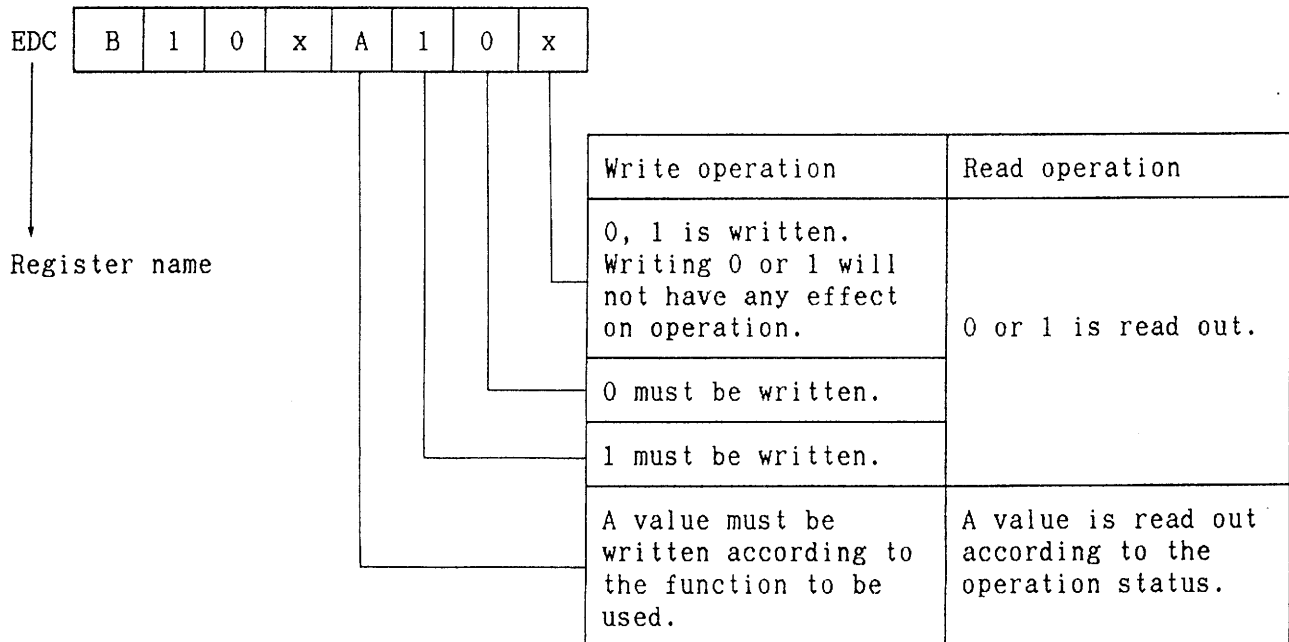 EDC B 1 0 x A 1 0 x
Register name
Write operation Read operation
0, 1 is written.
Writing 0 or 1 will
not have any effect
on operation.
0 or 1 is read out.
0 must be written.
1 must be written.
A value must be
written according to
the function to be
used.
A value is read out
according to the
operation status.